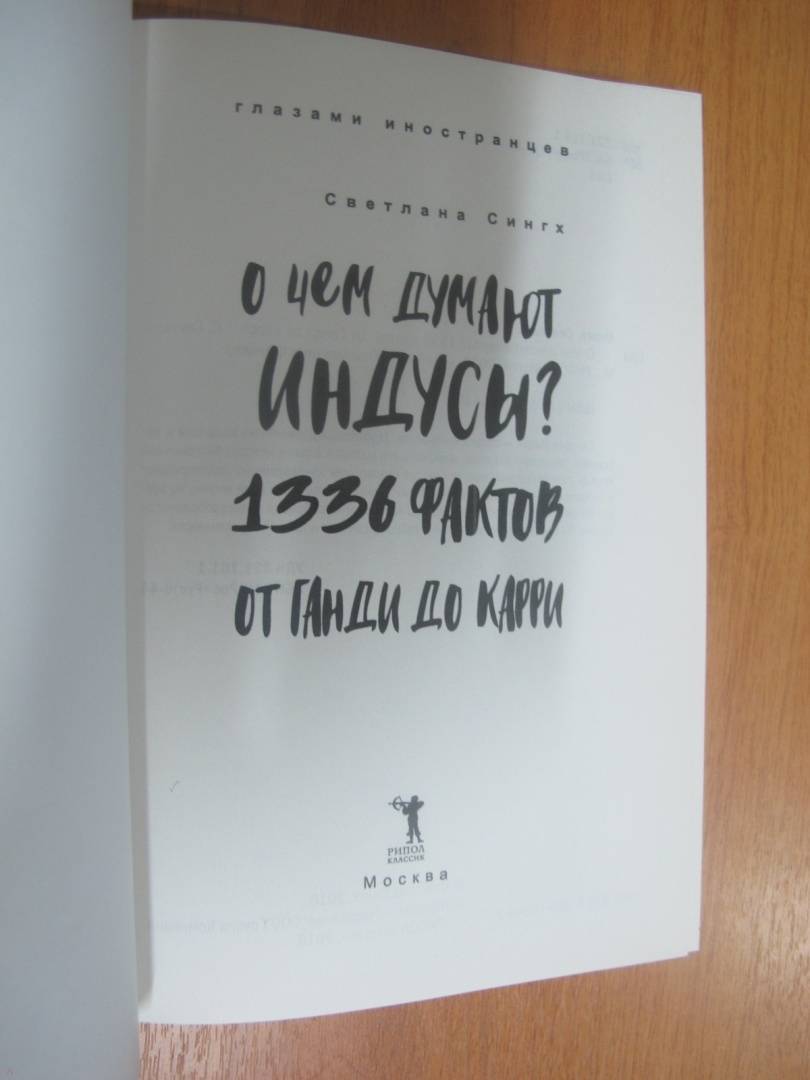 глазами иностранцев
Светлана Сингх
О чем думают
индусы?
1336 фактов
от Ганди до карри
РИПОЛ
КЛАССИК
Москва